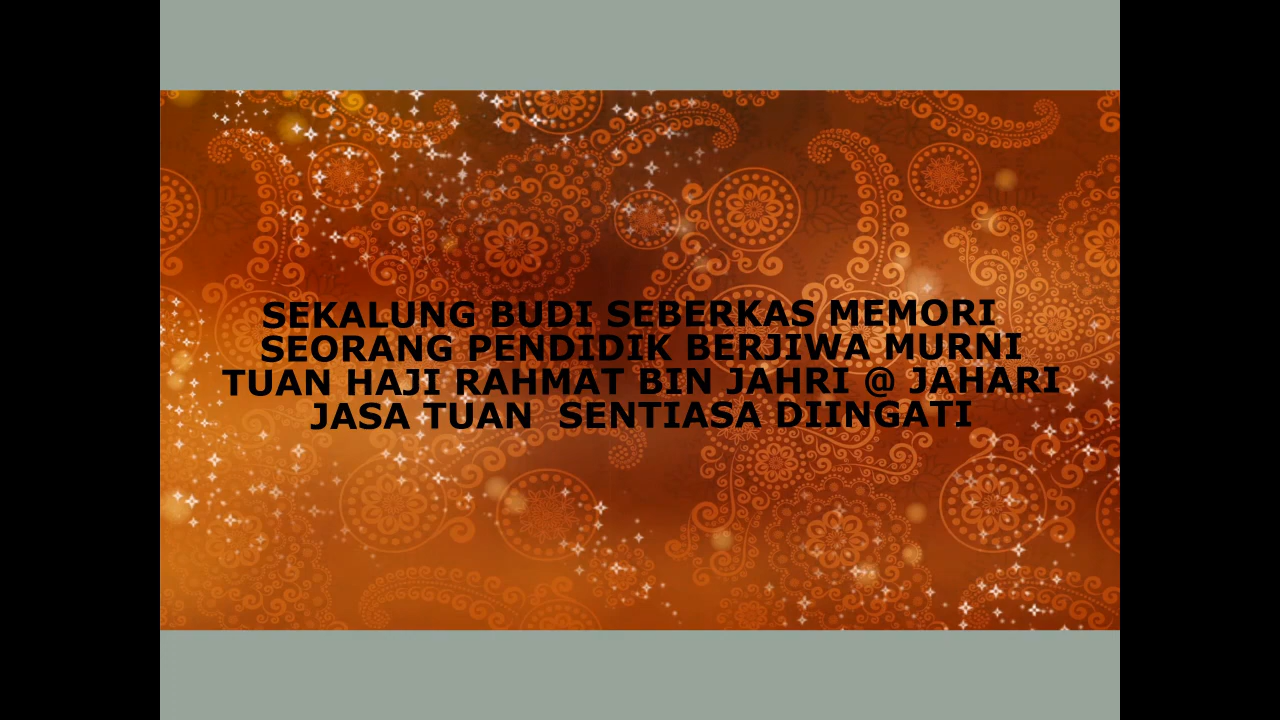 SEKALUNG BUDI SEBERKAS MEMORI
SEORANG PENDIDIK BERJIWA MURNI
TUAN HAJI RAHMAT BIN JAHRI @ JAHARI
JASA TUAN  SENTIASA DIINGATI